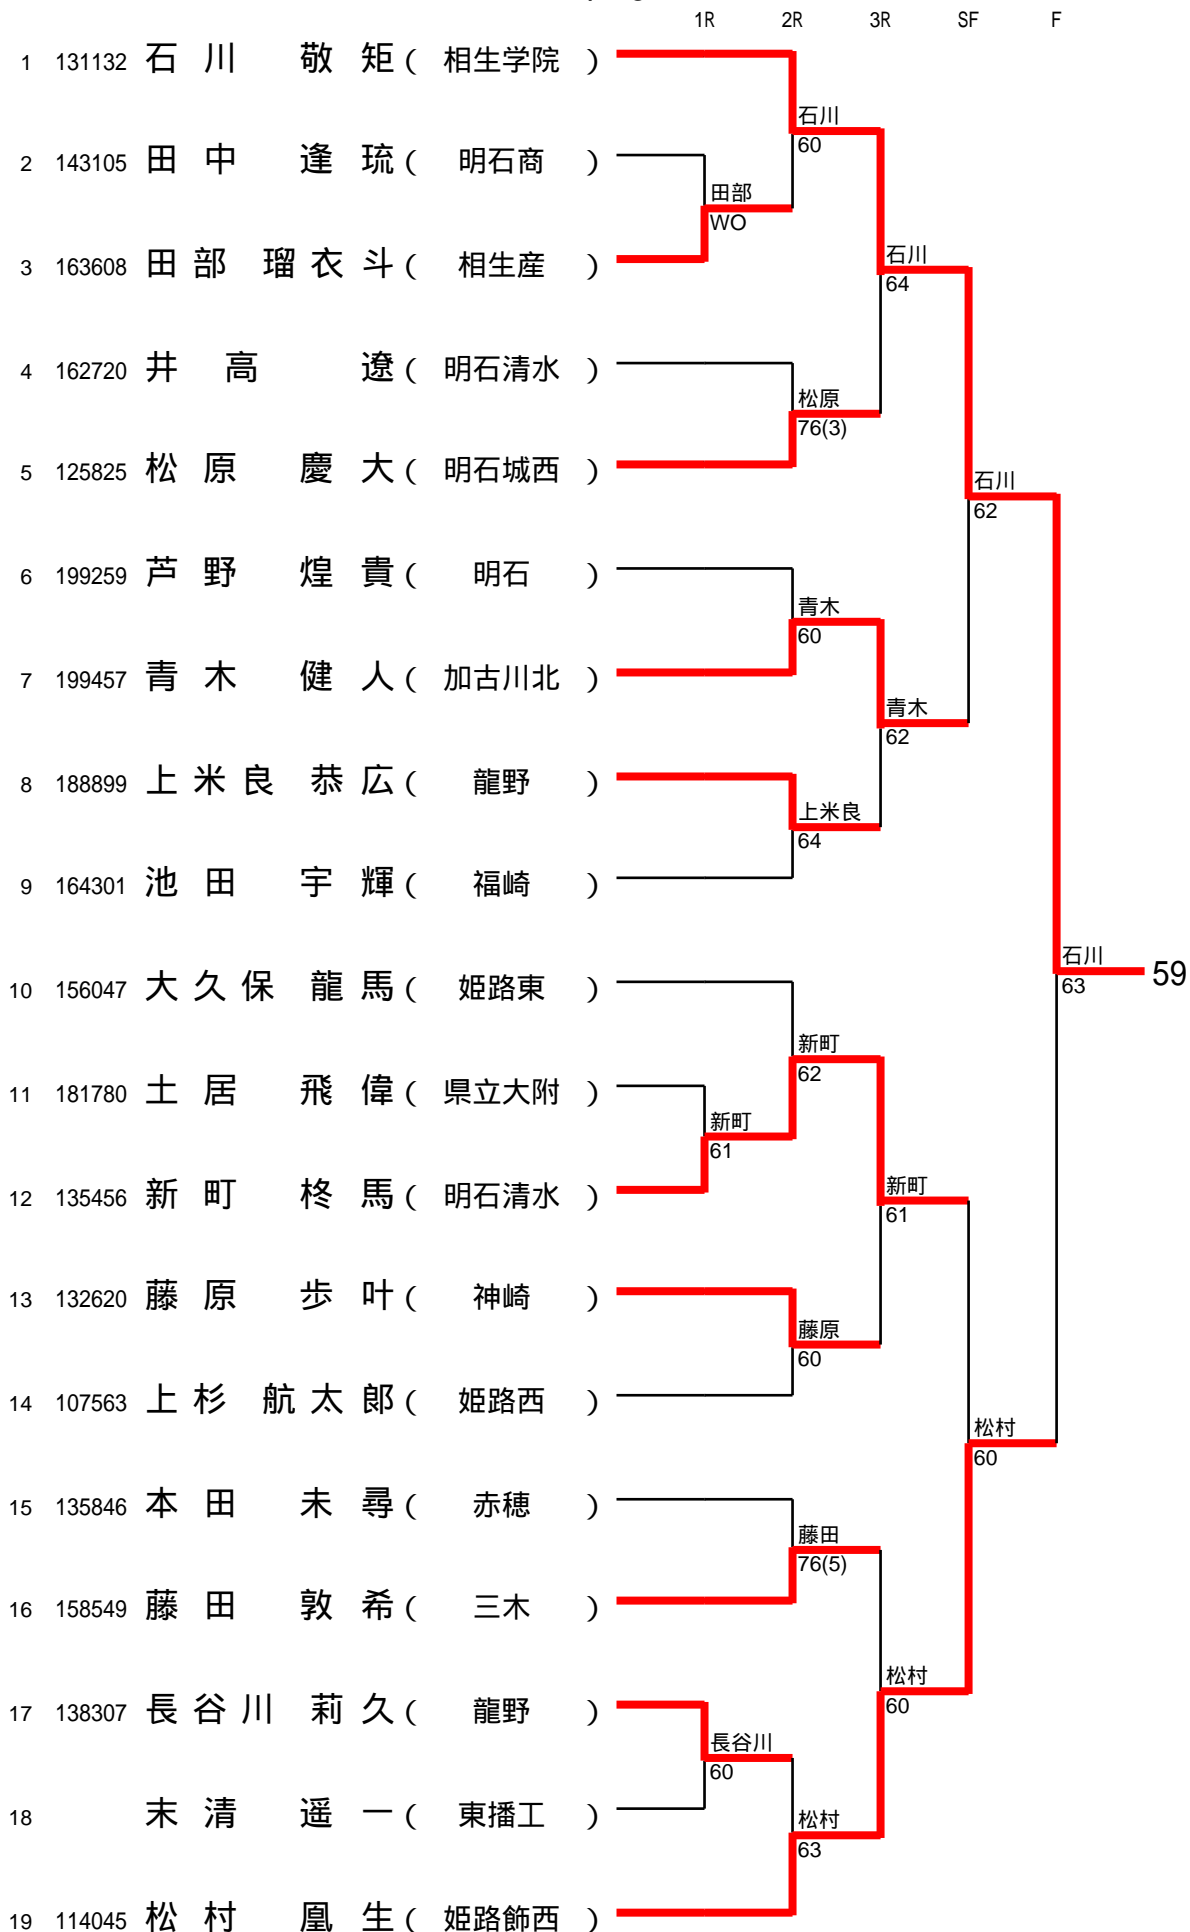 1R 2R 3R SF F
1 131132 石川 敬矩 ( 相生学院 )
石川
60
2 143105 田中 逢琉 ( 明石商 )
田部
WO
3 163608 田部 瑠衣斗 ( 相生産 )
石川
64
4 162720 井高 遼 ( 明石清水 )
松原
76(3)
5 125825 松原 慶大 ( 明石城西 )
石川
62
6 199259 芦野 煌貴 ( 明石 )
青木
60
7 199457 青木 健人 ( 加古川北 )
青木
62
8 188899 上米良 恭広 ( 龍野 )
上米良
64
9 164301 池田 宇輝 ( 福崎 )
石川
63
59
10 156047 大久保 龍馬 ( 姫路東 )
新町
62
11 181780 土居 飛偉 ( 県立大附 )
新町
61
12 135456 新町 柊馬 ( 明石清水 )
新町
61
13 132620 藤原 歩叶 ( 神崎 )
藤原
60
14 107563 上杉 航太郎 ( 姫路西 )
松村
60
15 135846 本田 未尋 ( 赤穂 )
藤田
76(5)
16 158549 藤田 敦希 ( 三木 )
松村
60
17 138307 長谷川 莉久 ( 龍野 )
長谷川
60
18 末清 遥一 ( 東播工 )
松村
63
19 114045 松村 凰生 ( 姫路飾西 )